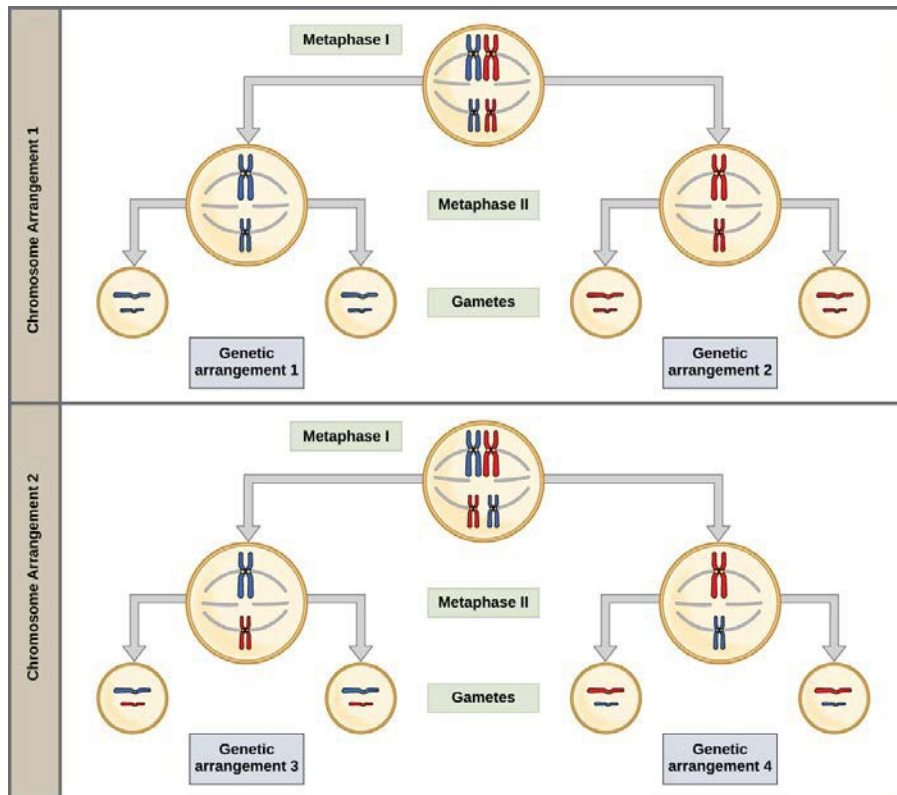 Chromosome Arrangement 1
Metaphase I
Metaphase II
Gametes
Genetic
arrangement 1
Genetic
arrangement 2
Chromosome Arrangement 2
Metaphase I
Metaphase II
Gametes
Genetic
arrangement 3
Genetic
arrangement 4